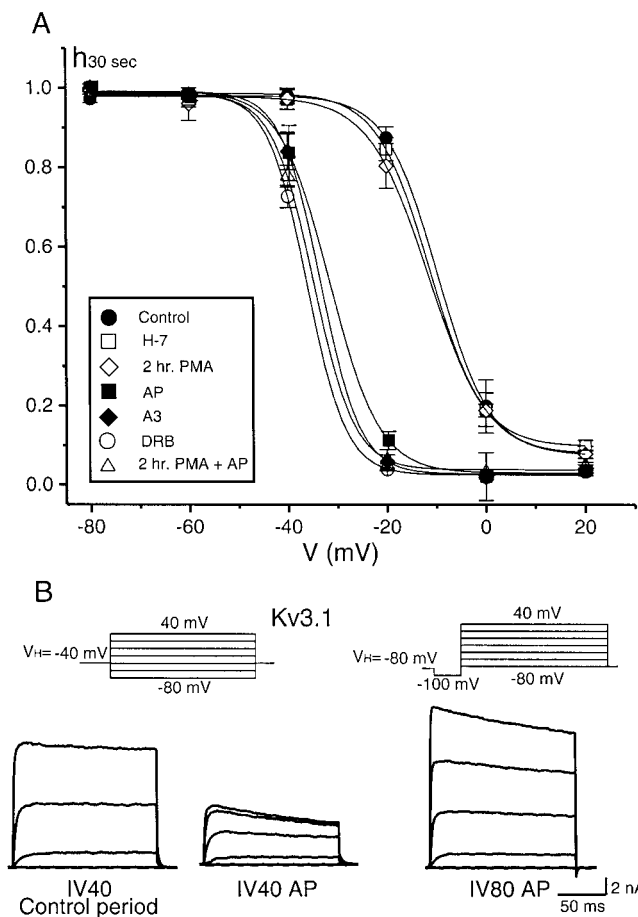 A
h30 sec
1.0
0.8
0.6
0.4
0.2
0.0
Control
H-7
2 hr. PMA
AP
A3
DRB
2 hr. PMA + AP
-80 -60 -40 -20 0 20
V (mV)
B
Kv3.1
40 mV
VH= -40 mV
-80 mV
40 mV
VH= -80 mV
-100 mV
-80 mV
IV40
Control period
IV40 AP
IV80 AP
2 nA
50 ms